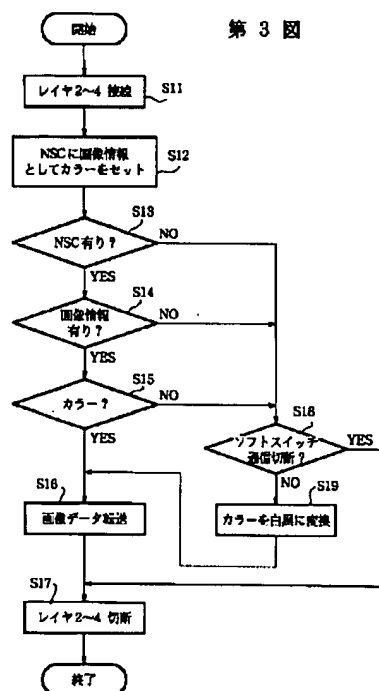 第 3 図
開始
レイヤ2〜4 接続
S11
NSCに画像情報
としてカラーをセット
S12
S13
NSC有り?
NO
YES
S14
画像情報
有り?
NO
YES
S15
カラー?
NO
YES
S18
ソフトスイッチ
通信切断?
YES
NO
S16
画像データ転送
S19
カラーを白黒に変換
S17
レイヤ2〜4 切断
終了